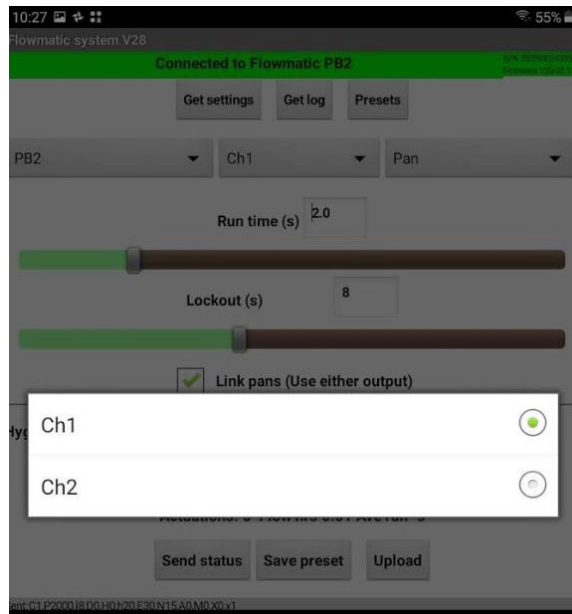 10:27 55%
Flowmatic system V28
Connected to Flowmatic PB2
Get settings Get log Presets
PB2 Ch1 Pan
Run time (s) 2.0
Lockout (s) 8
Link pans (Use either output)
Ch1
Ch2
Send status Save preset Upload